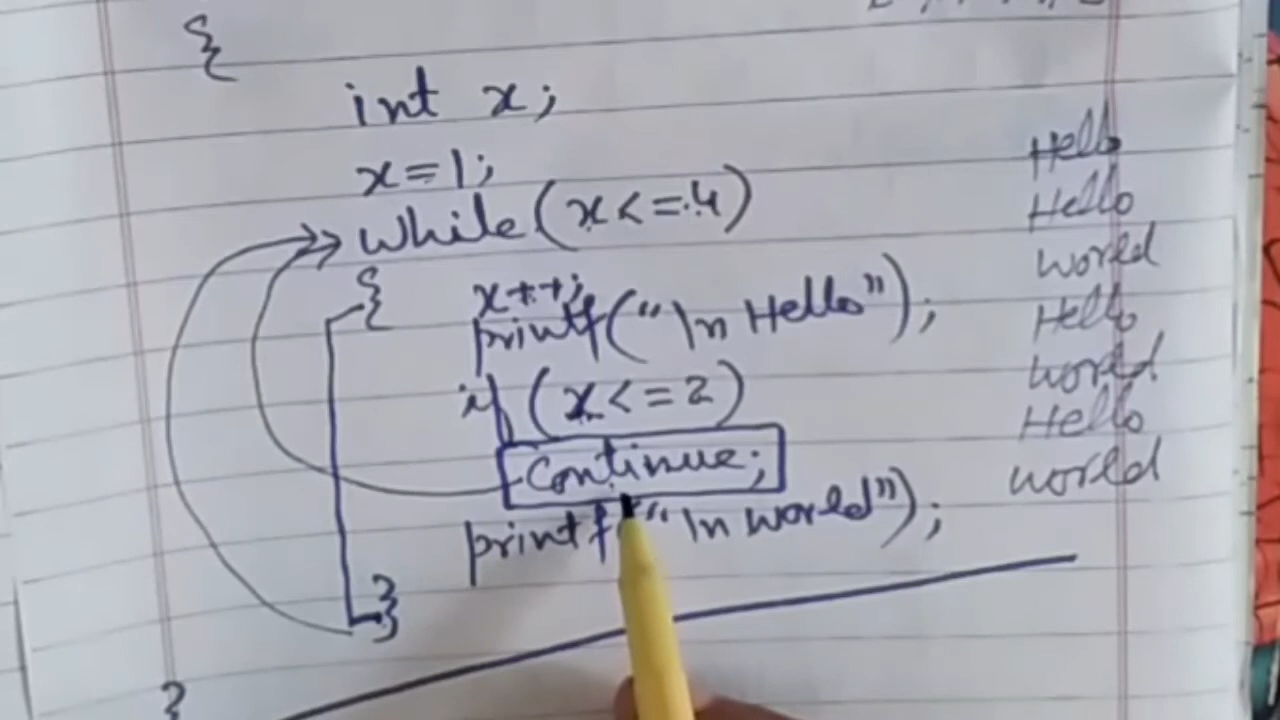 {
int x;
x=1;
while(x<=4)
{ x++;
printf("\n Hello");
if (x<=2)
Continue;
printf("\n world");
}
}
Hello
Hello
world
Hello
world
Hello
world